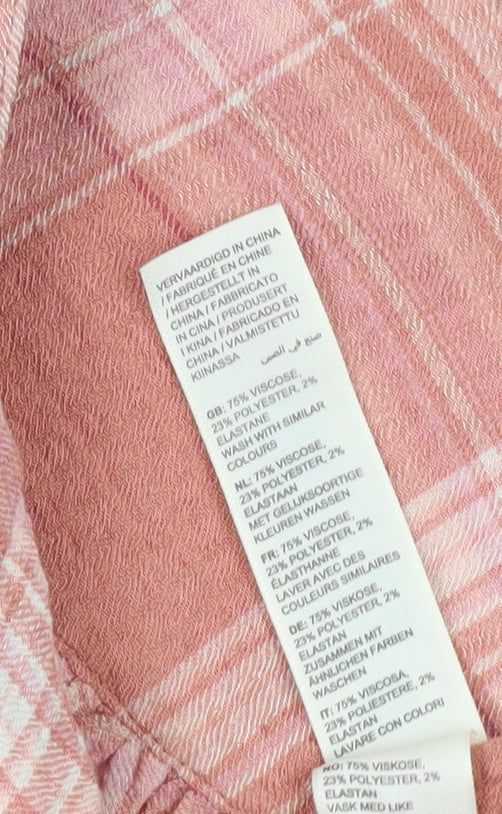 VERVAARDIGD IN CHINA
/ FABRIQUÉ EN CHINE
/ HERGESTELLT IN
CHINA / FABBRICATO
IN CINA / PRODUSERT
I KINA / FABRICADO EN
CHINA / VALMISTETTU
KIINASSA
صنع في الصين
GB: 75% VISCOSE,
23% POLYESTER, 2%
ELASTANE
WASH WITH SIMILAR
COLOURS
NL: 75% VISCOSE,
23% POLYESTER, 2%
ELASTAAN
MET GELIJKSOORTIGE
KLEUREN WASSEN
FR: 75% VISCOSE,
23% POLYESTER, 2%
ÉLASTHANNE
LAVER AVEC DES
COULEURS SIMILAIRES
DE: 75% VISKOSE,
23% POLYESTER, 2%
ELASTAN
ZUSAMMEN MIT
ÄHNLICHEN FARBEN
WASCHEN
IT: 75% VISCOSA,
23% POLIESTERE, 2%
ELASTAN
LAVARE CON COLORI
NO: 75% VISKOSE,
23% POLYESTER, 2%
ELASTAN
VASK MED LIKE